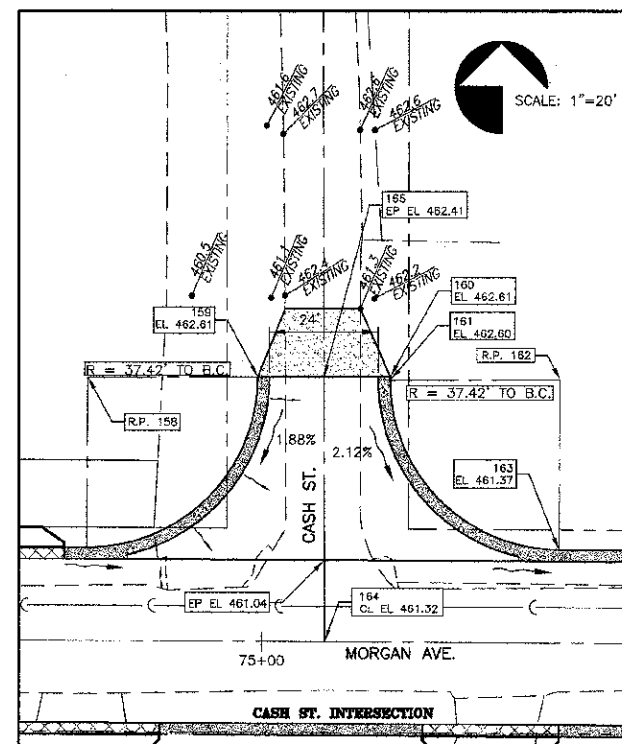 461.6
EXISTING
462.7
EXISTING
462.6
EXISTING
462.6
EXISTING
SCALE: 1"=20'
165
EP EL 462.41
460.5
EXISTING
461.1
EXISTING
462.4
EXISTING
461.3
EXISTING
462.2
EXISTING
159
EL 462.61
24'
160
EL 462.61
161
EL 462.60
R.P. 162
R = 37.42' TO B.C.
R = 37.42' TO B.C.
R.P. 158
1.88%
2.12%
CASH ST.
163
EL 461.37
EP EL 461.04
164
CL EL 461.32
75+00
MORGAN AVE.
CASH ST. INTERSECTION